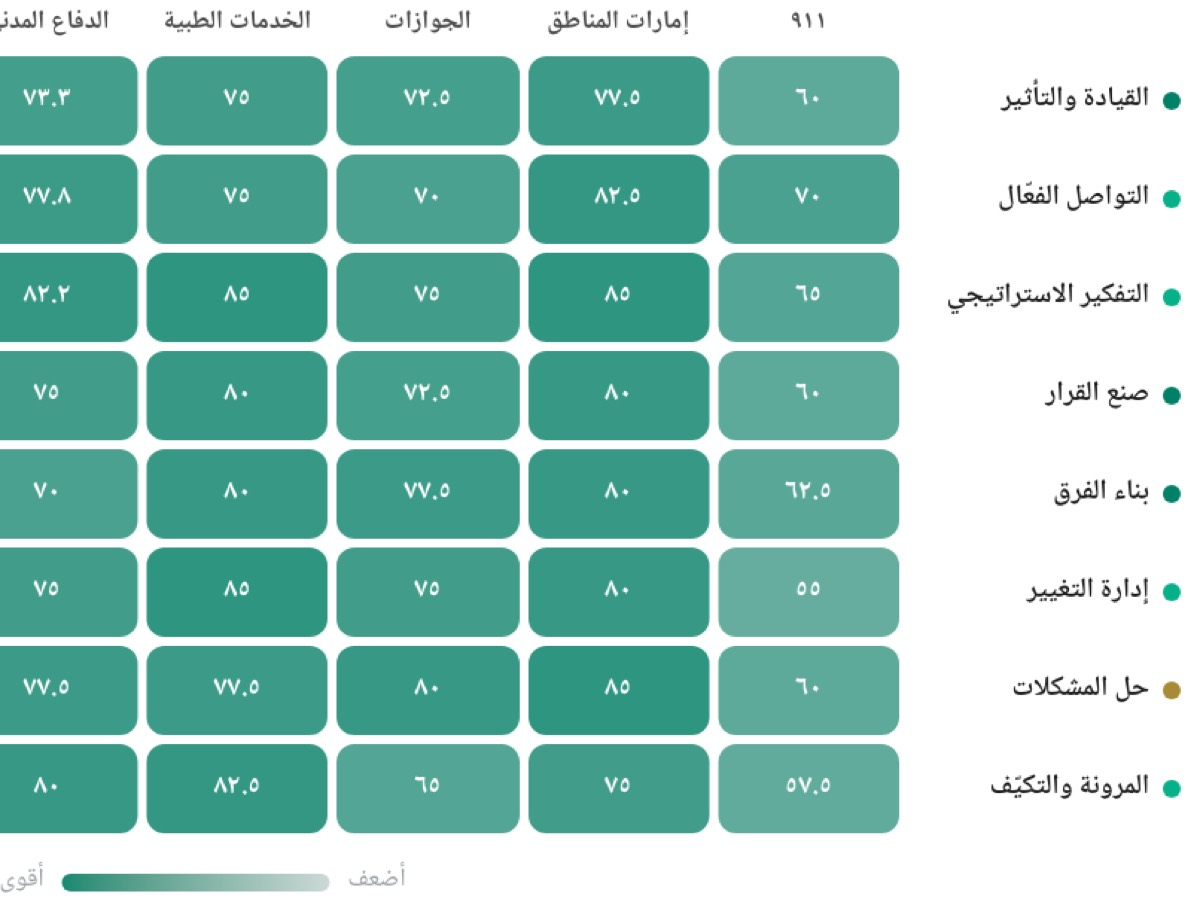 ٩١١ إمارات المناطق الجوازات الخدمات الطبية الدفاع
القيادة والتأثير ٦٠ ٧٧.٥ ٧٢.٥ ٧٥ ٧٣.٣
التواصل الفعّال ٧٠ ٨٢.٥ ٧٠ ٧٥ ٧٧.٨
التفكير الاستراتيجي ٦٥ ٨٥ ٧٥ ٨٥ ٨٢.٢
صنع القرار ٦٠ ٨٠ ٧٢.٥ ٨٠ ٧٥
بناء الفرق ٦٢.٥ ٨٠ ٧٧.٥ ٨٠ ٧٠
إدارة التغيير ٥٥ ٨٠ ٧٥ ٨٥ ٧٥
حل المشكلات ٦٠ ٨٥ ٨٠ ٧٧.٥ ٧٧.٥
المرونة والتكيّف ٥٧.٥ ٧٥ ٦٥ ٨٢.٥ ٨٠
أضعف أقوى